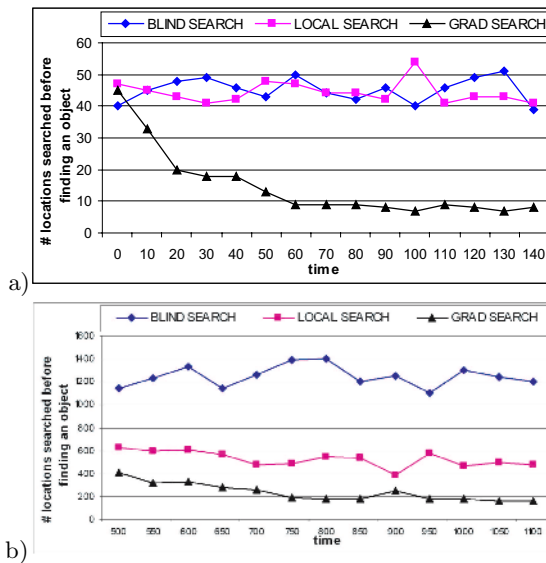 BLIND SEARCH LOCAL SEARCH GRAD SEARCH
# locations searched before
finding an object
60
50
40
30
20
10
0
0 10 20 30 40 50 60 70 80 90 100 110 120 130 140
time
a)
BLIND SEARCH LOCAL SEARCH GRAD SEARCH
# locations searched before
finding an object
1600
1400
1200
1000
800
600
400
200
0
500 550 600 650 700 750 800 850 900 950 1000 1050 1100
time
b)